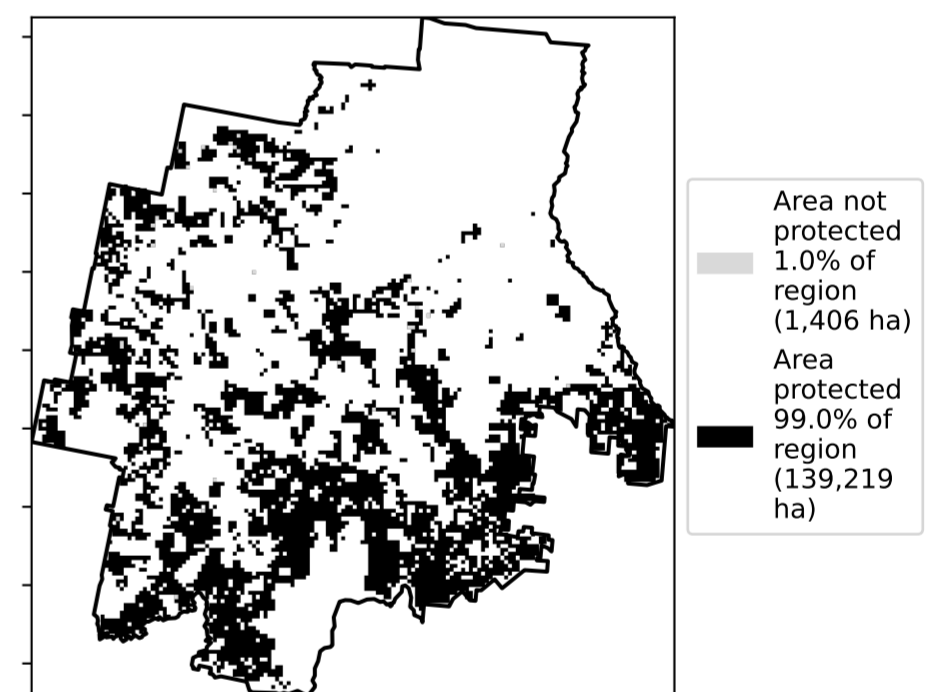 Area not
protected
1.0% of
region
(1,406 ha)
Area
protected
99.0% of
region
(139,219
ha)